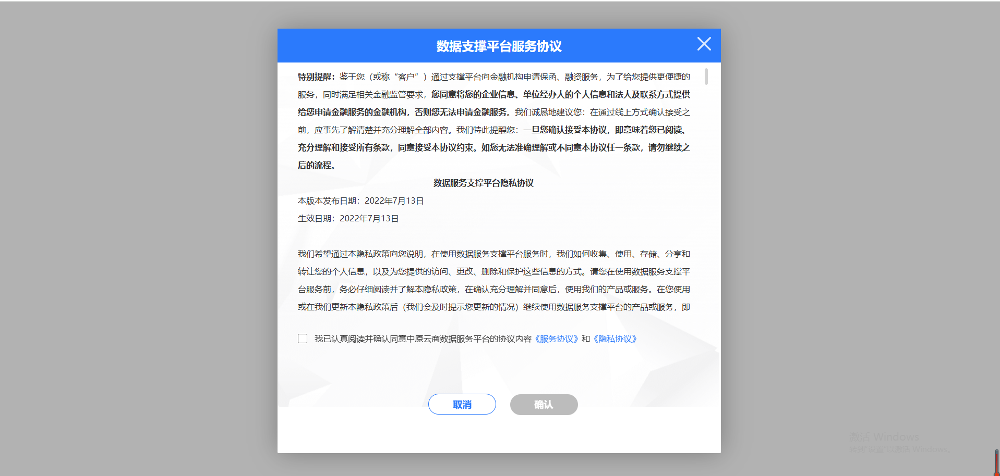 数据支撑平台服务协议
特别提醒：鉴于您（或称“客户”）通过支撑平台向金融机构申请保函、融资服务，为了给您提供更便捷的
服务，同时满足相关金融监管要求，您同意将您的企业信息、单位经办人的个人信息和法人及联系方式提供
给您申请金融服务的金融机构，否则您无法申请金融服务。我们诚恳地建议您：在通过线上方式确认接受之
前，应事先了解清楚并充分理解全部内容。我们特此提醒您：一旦您确认接受本协议，即意味着您已阅读、
充分理解和接受所有条款，同意接受本协议约束。如您无法准确理解或不同意本协议任一条款，请勿继续之
后的流程。
数据服务支撑平台隐私协议
本版本发布日期：2022年7月13日
生效日期：2022年7月13日
我们希望通过本隐私政策向您说明，在使用数据服务支撑平台服务时，我们如何收集、使用、存储、分享和
转让您的个人信息，以及为您提供的访问、更改、删除和保护这些信息的方式。请您在使用数据服务支撑平
台服务前，务必仔细阅读并了解本隐私政策，在确认充分理解并同意后，使用我们的产品或服务。在您使用
或在我们更新本隐私政策后（我们会及时提示您更新的情况）继续使用数据服务支撑平台的产品或服务，即
我已认真阅读并确认同意中原云商数据服务平台的协议内容《服务协议》和《隐私协议》
取消 确认
激活 Windows
转到"设置"以激活 Windows。